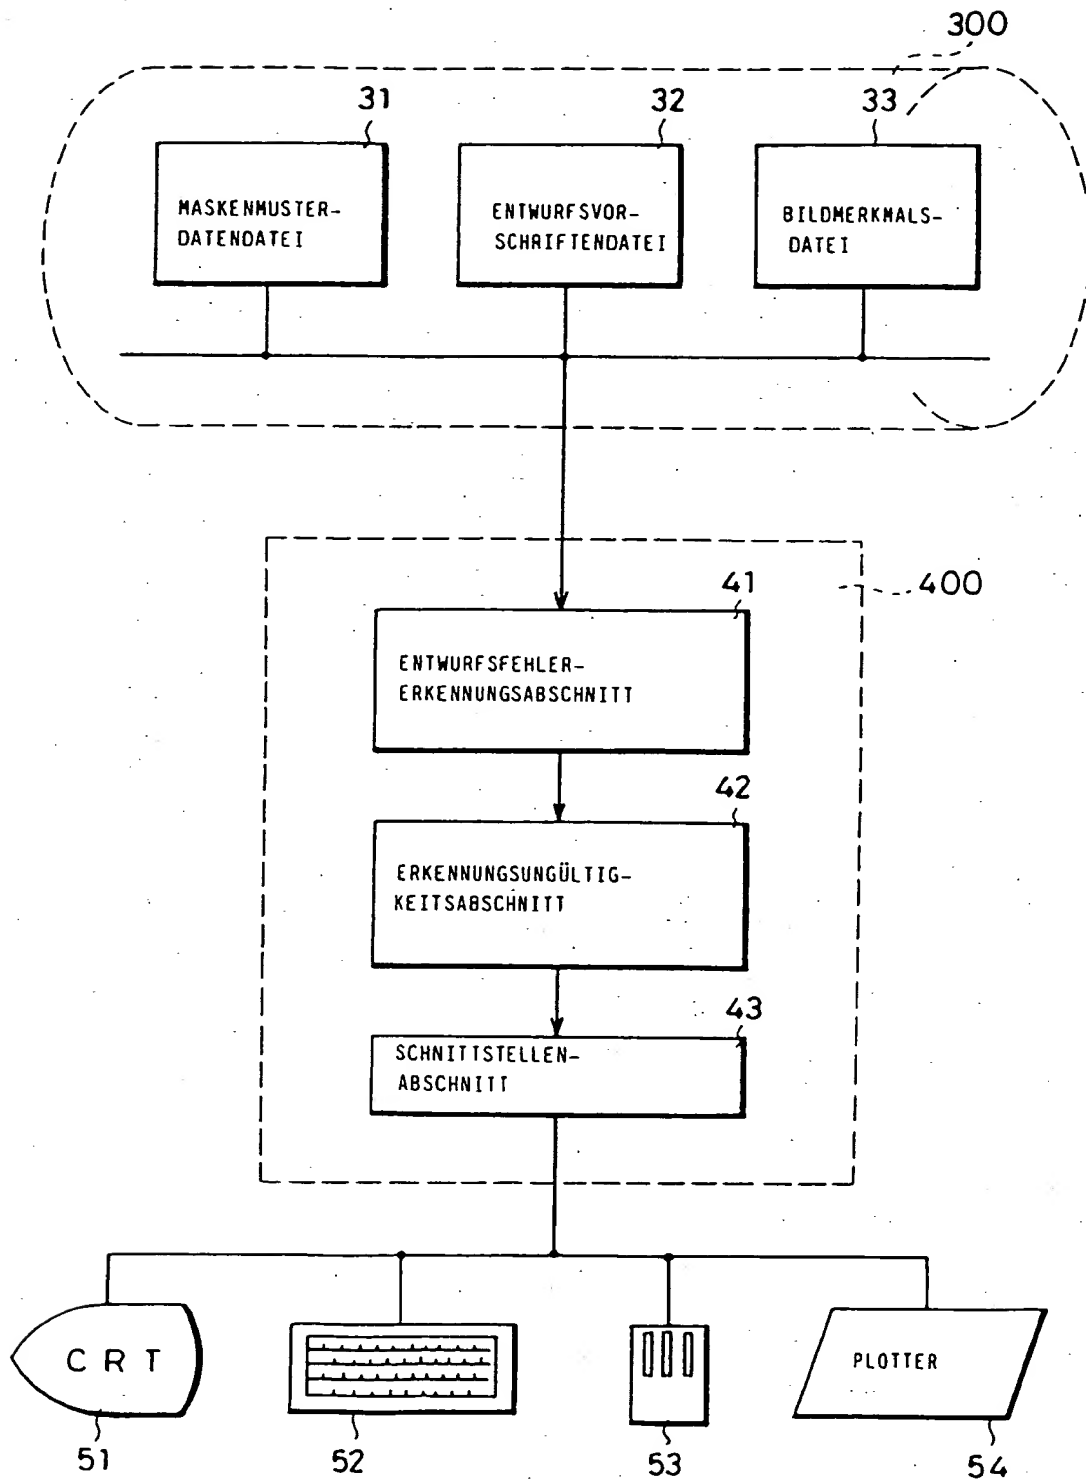 300
31
32
33
MASKENMUSTER-
DATENDATEI
ENTWURFSVOR-
SCHRIFTENDATEI
BILDMERKMALS-
DATEI
41
400
ENTWURFSFEHLER-
ERKENNUNGSABSCHNITT
42
ERKENNUNGSUNGÜLTIG-
KEITSABSCHNITT
43
SCHNITTSTELLEN-
ABSCHNITT
CRT
PLOTTER
51
52
53
54